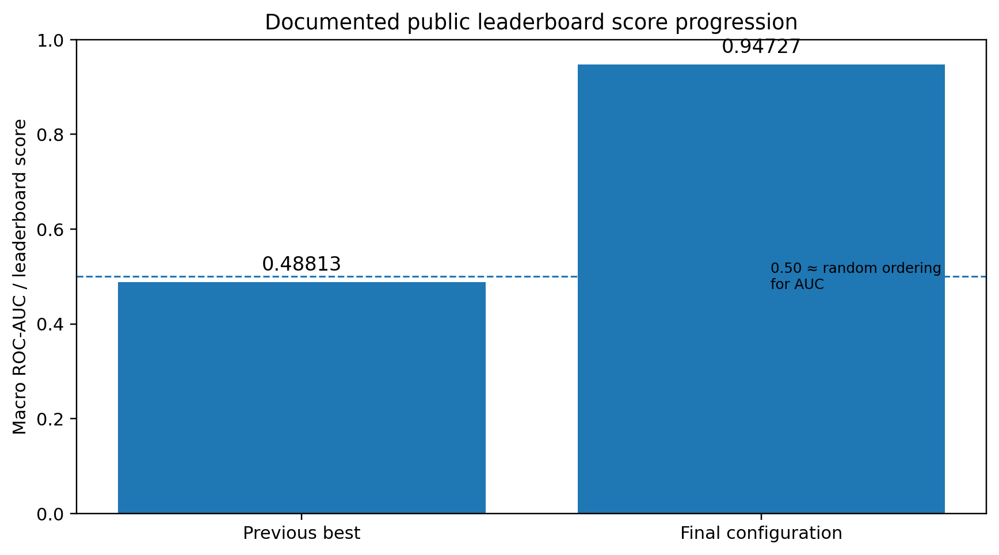 Documented public leaderboard score progression
Macro ROC-AUC / leaderboard score
1.0
0.8
0.6
0.4
0.2
0.0
0.94727
0.48813
0.50 ≈ random ordering
for AUC
Previous best
Final configuration